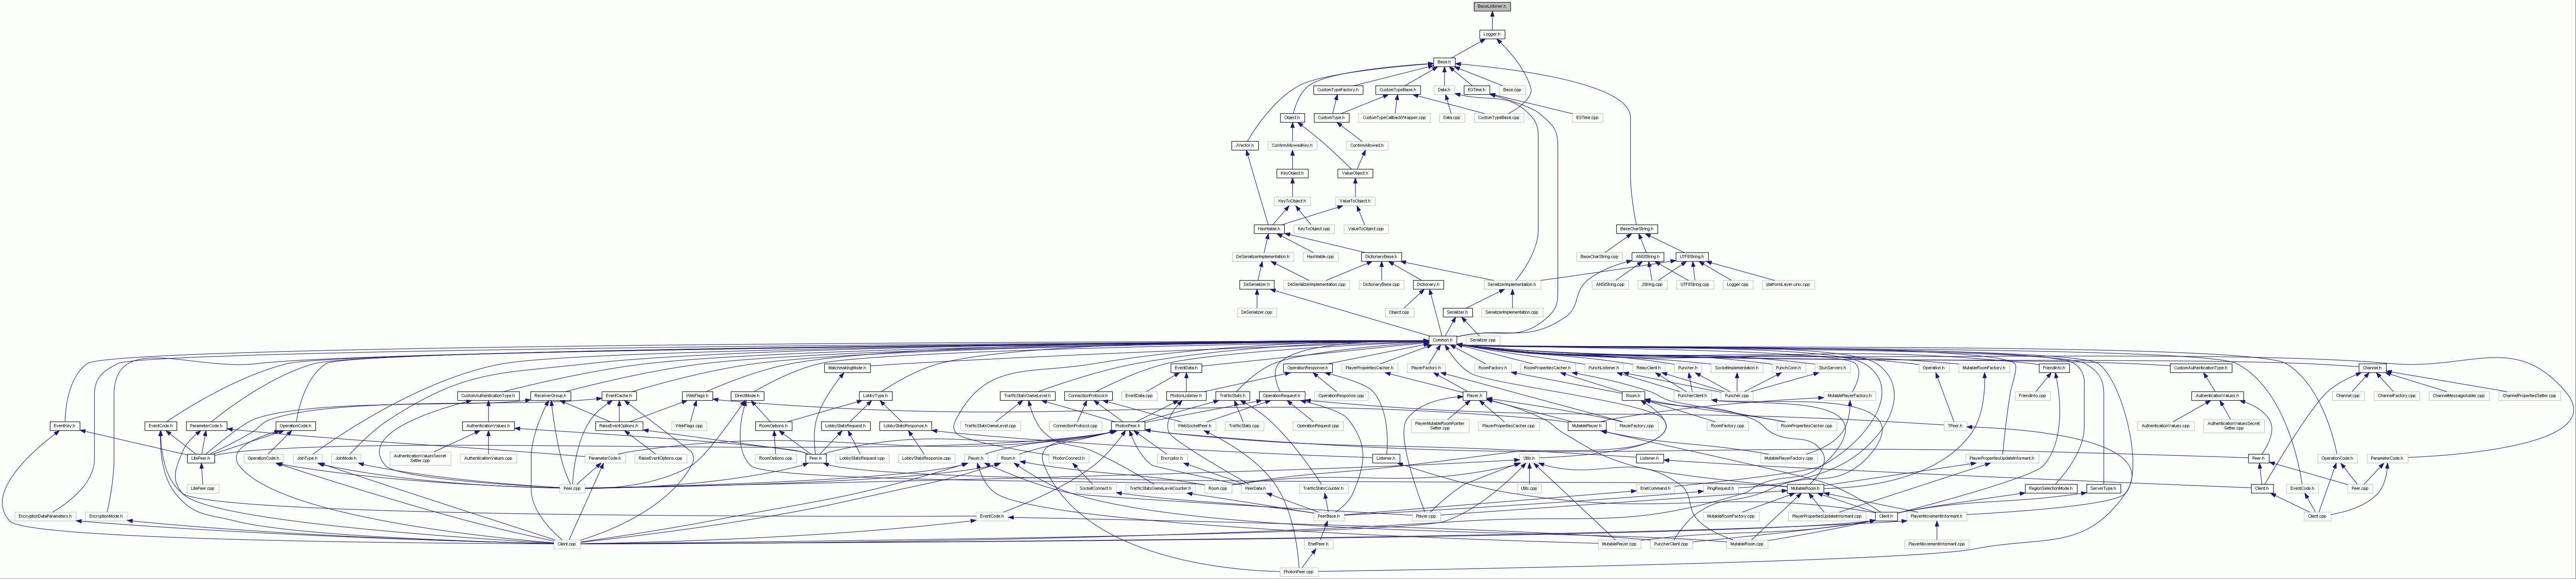 BaseListener.h
Logger.h
Base.h
CustomTypeFactory.h
CustomTypeBase.h
Data.h
EGTime.h
Base.cpp
Object.h
CustomType.h
CustomTypeCallbackWrapper.cpp
Data.cpp
CustomTypeBase.cpp
EGTime.cpp
JVector.h
ConfirmAllowedKey.h
ConfirmAllowed.h
KeyObject.h
ValueObject.h
KeyToObject.h
ValueToObject.h
Hashtable.h
KeyToObject.cpp
ValueToObject.cpp
BaseCharString.h
DeSerializerImplementation.h
Hashtable.cpp
DictionaryBase.h
BaseCharString.cpp
ANSIString.h
UTF8String.h
DeSerializer.h
DeSerializerImplementation.cpp
DictionaryBase.cpp
Dictionary.h
SerializerImplementation.h
ANSIString.cpp
JString.cpp
UTF8String.cpp
Logger.cpp
platformLayer-unix.cpp
DeSerializer.cpp
Object.cpp
Serializer.h
SerializerImplementation.cpp
Common.h
Serializer.cpp
MatchmakingMode.h
EventData.h
OperationResponse.h
PlayerPropertiesCacher.h
PlayerFactory.h
RoomFactory.h
RoomPropertiesCacher.h
PunchListener.h
RelayClient.h
Puncher.h
SocketImplementation.h
PunchConn.h
StunServers.h
Operation.h
MutableRoomFactory.h
FriendInfo.h
CustomAuthenticationType.h
Channel.h
CustomAuthenticationType.h
ReceiverGroup.h
EventCache.h
WebFlags.h
DirectMode.h
LobbyType.h
TrafficStatsGameLevel.h
ConnectionProtocol.h
EventData.cpp
PhotonListener.h
TrafficStats.h
OperationRequest.h
OperationResponse.cpp
Player.h
Room.h
PuncherClient.h
Puncher.cpp
MutablePlayerFactory.h
FriendInfo.cpp
AuthenticationValues.h
Channel.cpp
ChannelFactory.cpp
ChannelMessageAdder.cpp
ChannelPropertiesSetter.cpp
EventKey.h
EventCode.h
ParameterCode.h
OperationCode.h
AuthenticationValues.h
RaiseEventOptions.h
WebFlags.cpp
RoomOptions.h
LobbyStatsRequest.h
LobbyStatsResponse.h
TrafficStatsGameLevel.cpp
ConnectionProtocol.cpp
PhotonPeer.h
WebSocketPeer.h
TrafficStats.cpp
OperationRequest.cpp
PlayerMutableRoomPointer
Setter.cpp
PlayerPropertiesCacher.cpp
MutablePlayer.h
PlayerFactory.cpp
RoomFactory.cpp
RoomPropertiesCacher.cpp
TPeer.h
AuthenticationValues.cpp
AuthenticationValuesSecret
Setter.cpp
LitePeer.h
OperationCode.h
JoinType.h
JoinMode.h
AuthenticationValuesSecret
Setter.cpp
AuthenticationValues.cpp
ParameterCode.h
RaiseEventOptions.cpp
RoomOptions.cpp
Peer.h
LobbyStatsRequest.cpp
LobbyStatsResponse.cpp
Player.h
Room.h
PhotonConnect.h
Encryptor.h
Listener.h
Utils.h
Listener.h
MutablePlayerFactory.cpp
PlayerPropertiesUpdateInformant.h
Peer.h
OperationCode.h
ParameterCode.h
LitePeer.cpp
Peer.cpp
SocketConnect.h
TrafficStatsGameLevelCounter.h
Room.cpp
PeerData.h
TrafficStatsCounter.h
Utils.cpp
EnetCommand.h
PingRequest.h
MutableRoom.h
RegionSelectionMode.h
ServerType.h
Client.h
EventCode.h
Peer.cpp
EncryptionDataParameters.h
EncryptionMode.h
EventCode.h
PeerBase.h
Player.cpp
MutableRoomFactory.cpp
PlayerPropertiesUpdateInformant.cpp
Client.h
PlayerMovementInformant.h
Client.cpp
Client.cpp
EnetPeer.h
MutablePlayer.cpp
PuncherClient.cpp
MutableRoom.cpp
PlayerMovementInformant.cpp
PhotonPeer.cpp